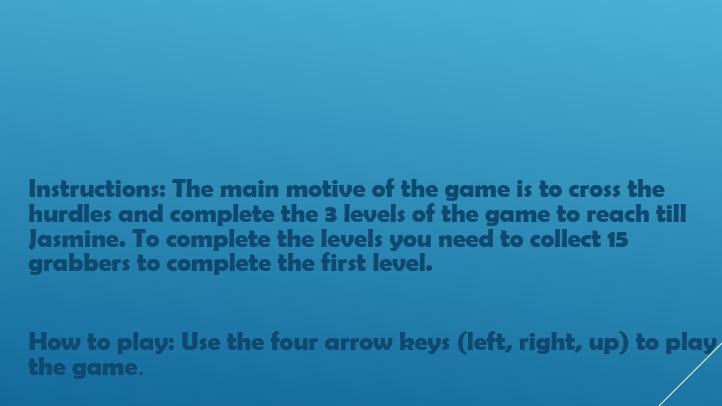 Instructions: The main motive of the game is to cross the
hurdles and complete the 3 levels of the game to reach till
Jasmine. To complete the levels you need to collect 15
grabbers to complete the first level.
How to play: Use the four arrow keys (left, right, up) to play
the game.